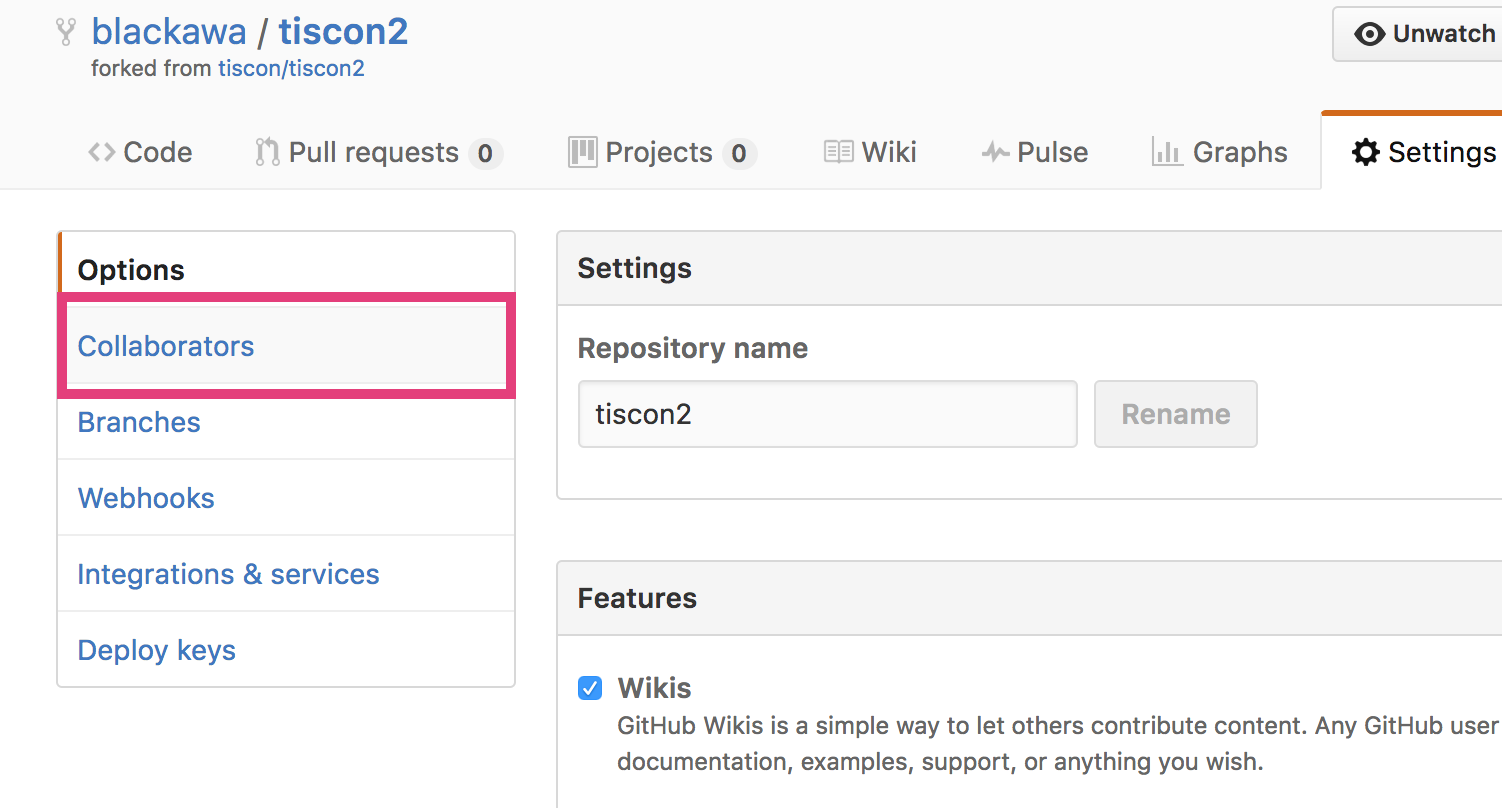 blackawa / tiscon2
Unwatch
forked from tiscon/tiscon2
Code Pull requests 0 Projects 0 Wiki Pulse Graphs Settings
Options
Collaborators
Branches
Webhooks
Integrations & services
Deploy keys
Settings
Repository name
tiscon2 Rename
Features
Wikis
GitHub Wikis is a simple way to let others contribute content. Any GitHub user
documentation, examples, support, or anything you wish.